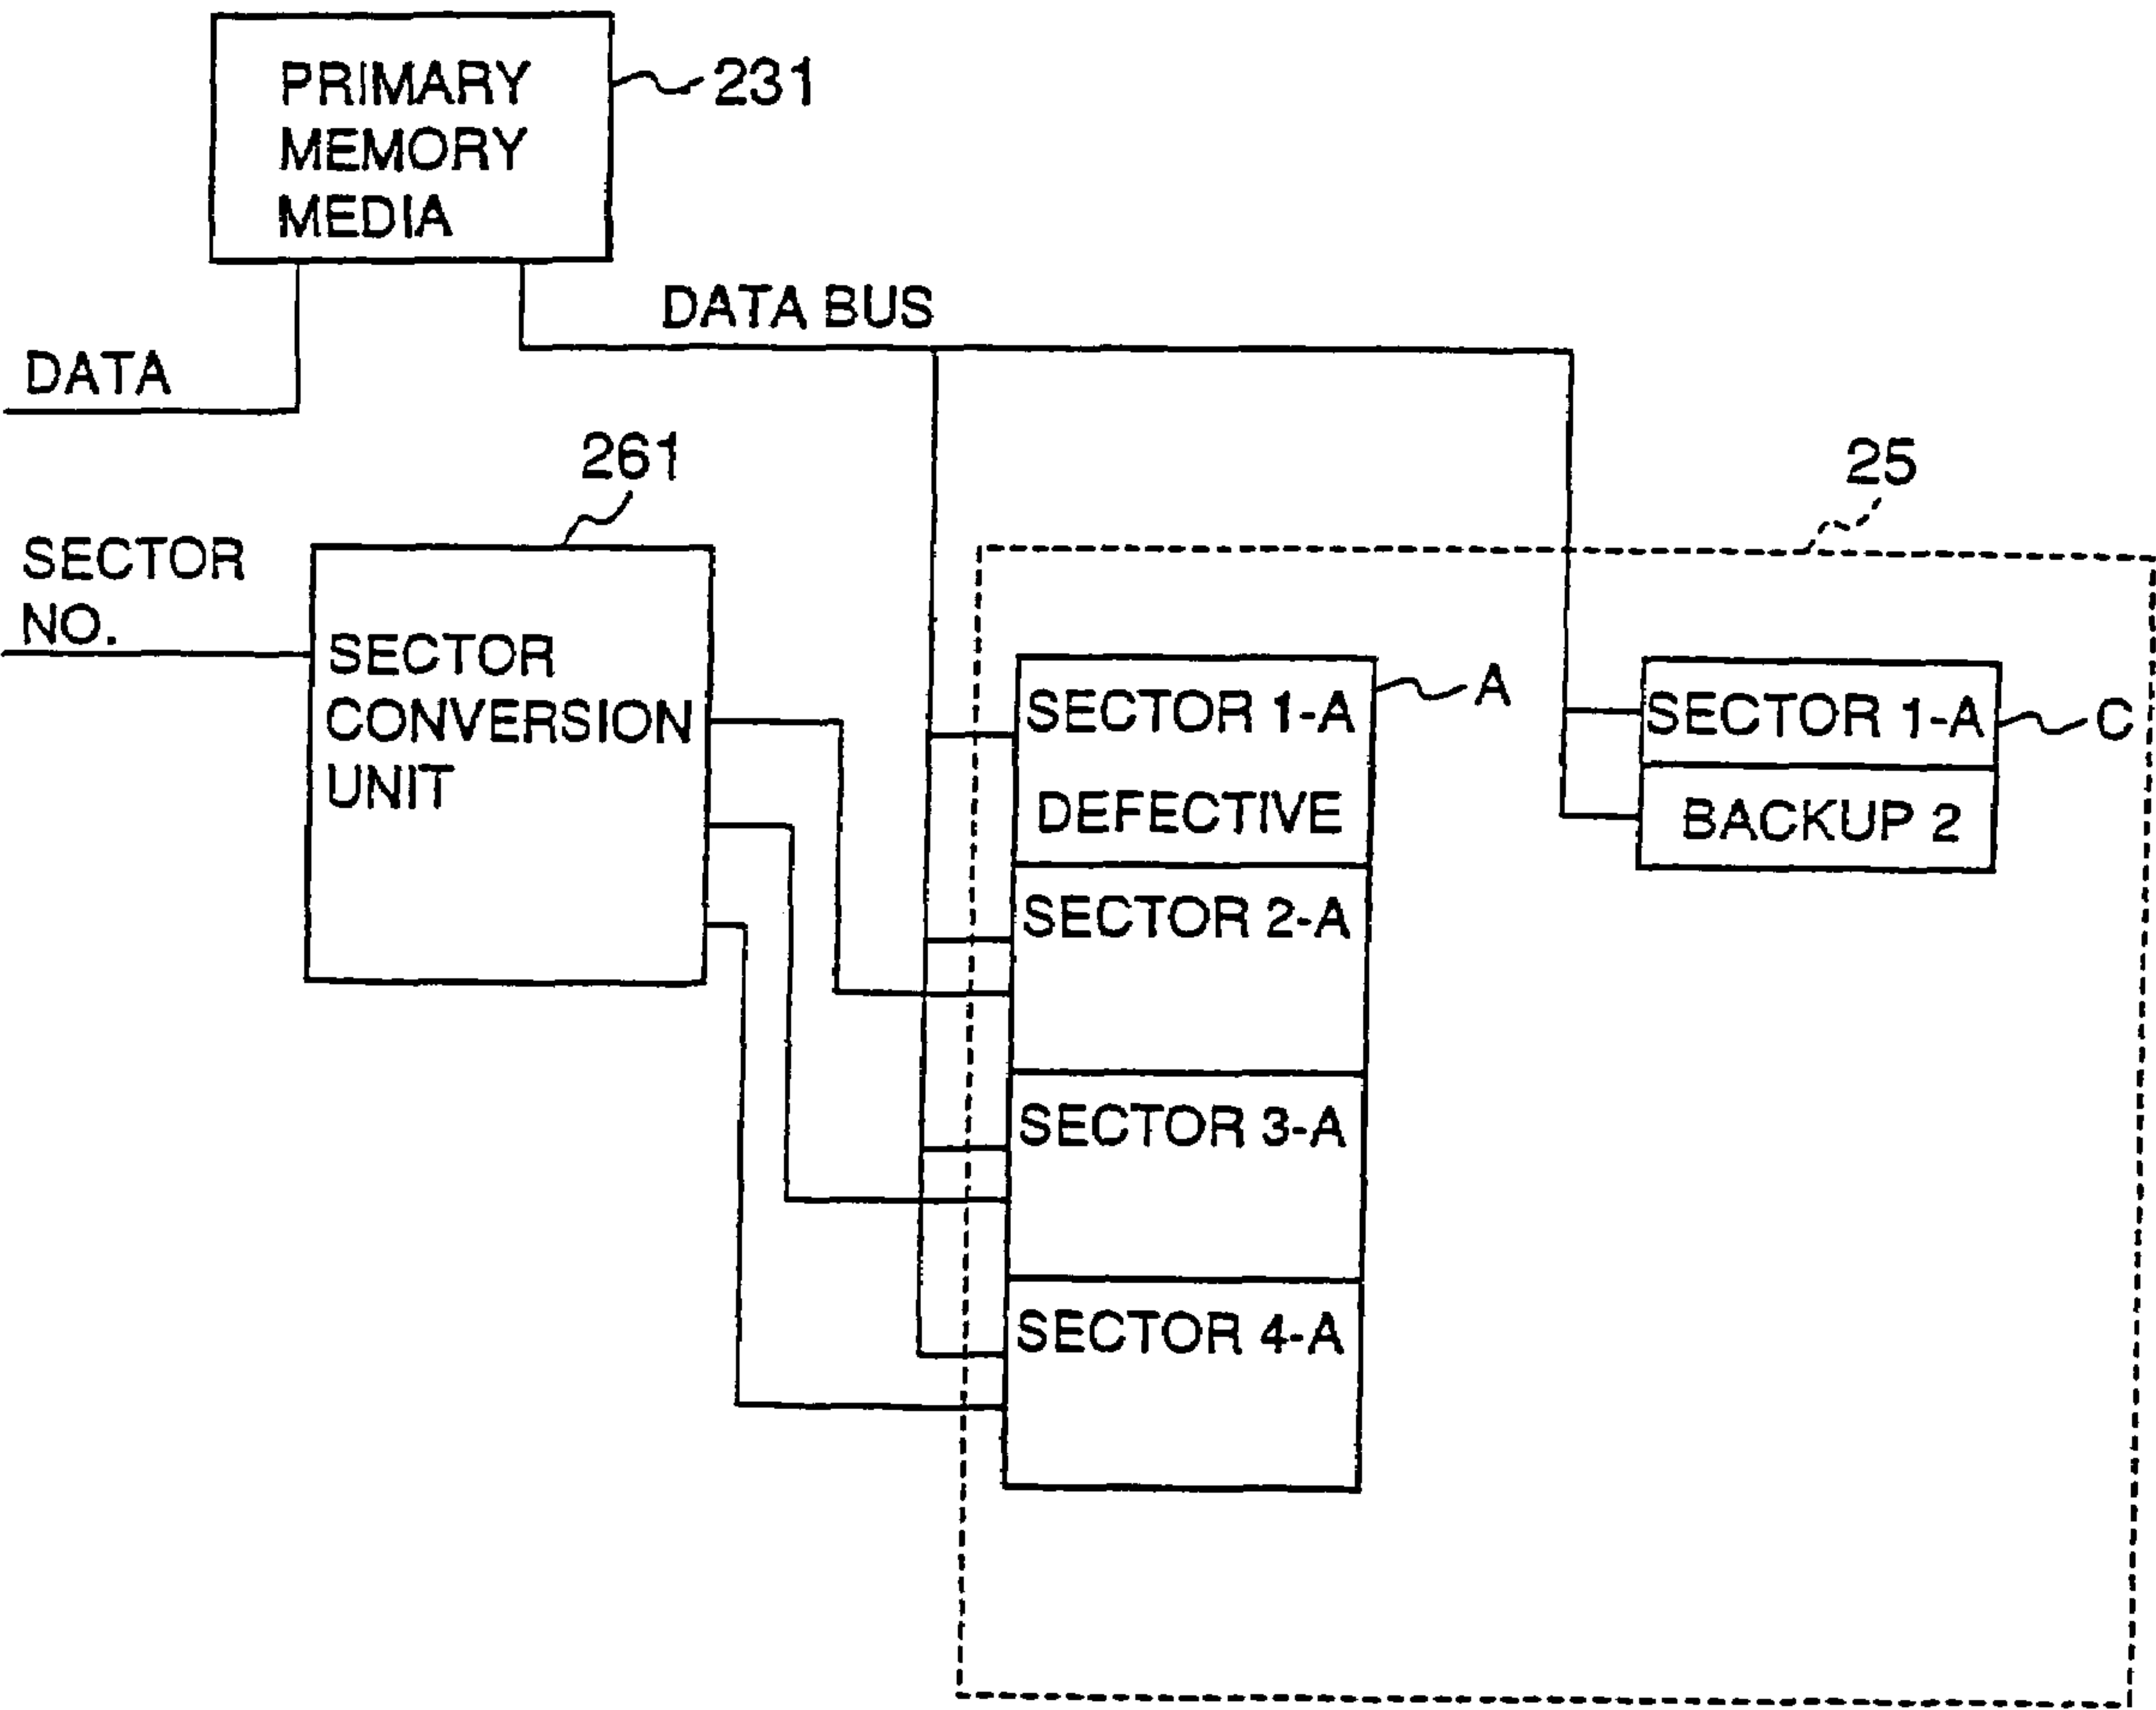 PRIMARY
MEMORY
MEDIA
231
DATA BUS
DATA
261
25
SECTOR
NO.
SECTOR
CONVERSION
UNIT
SECTOR 1-A
DEFECTIVE
A
SECTOR 1-A
C
BACKUP 2
SECTOR 2-A
SECTOR 3-A
SECTOR 4-A